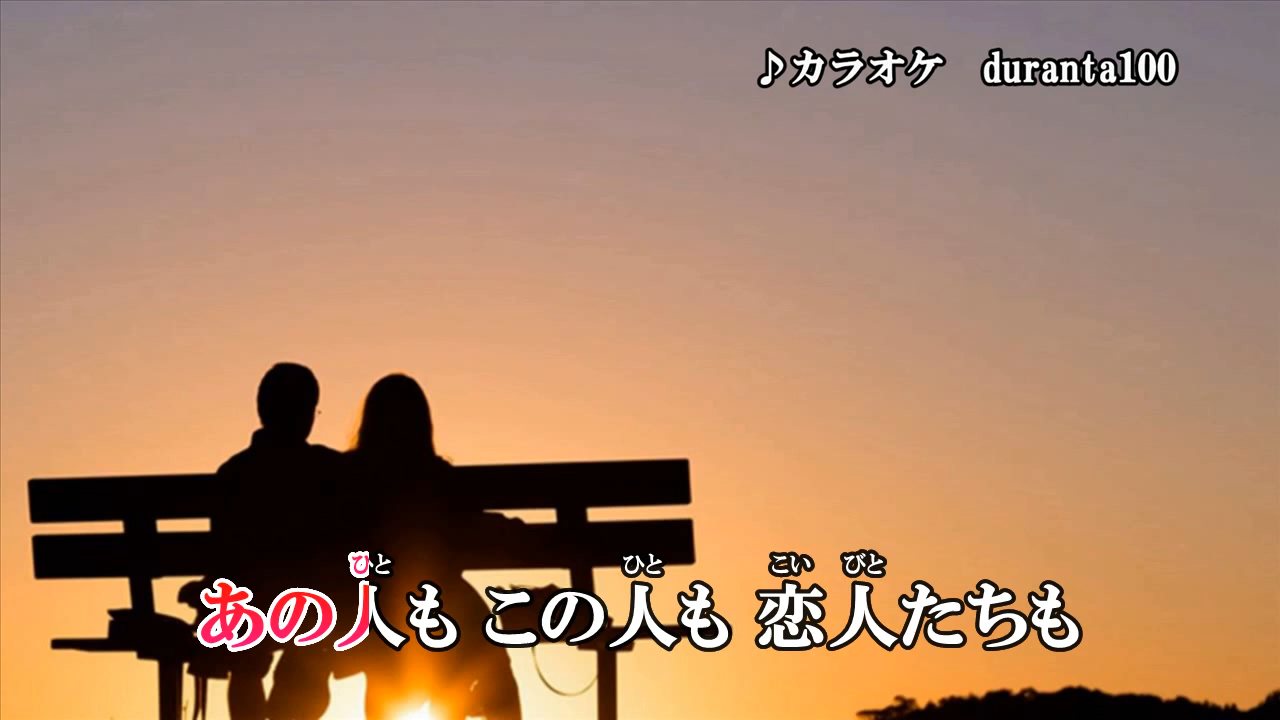 ♪カラオケ　duranta100
ひと ひと こい びと
あの人も この人も 恋人たちも